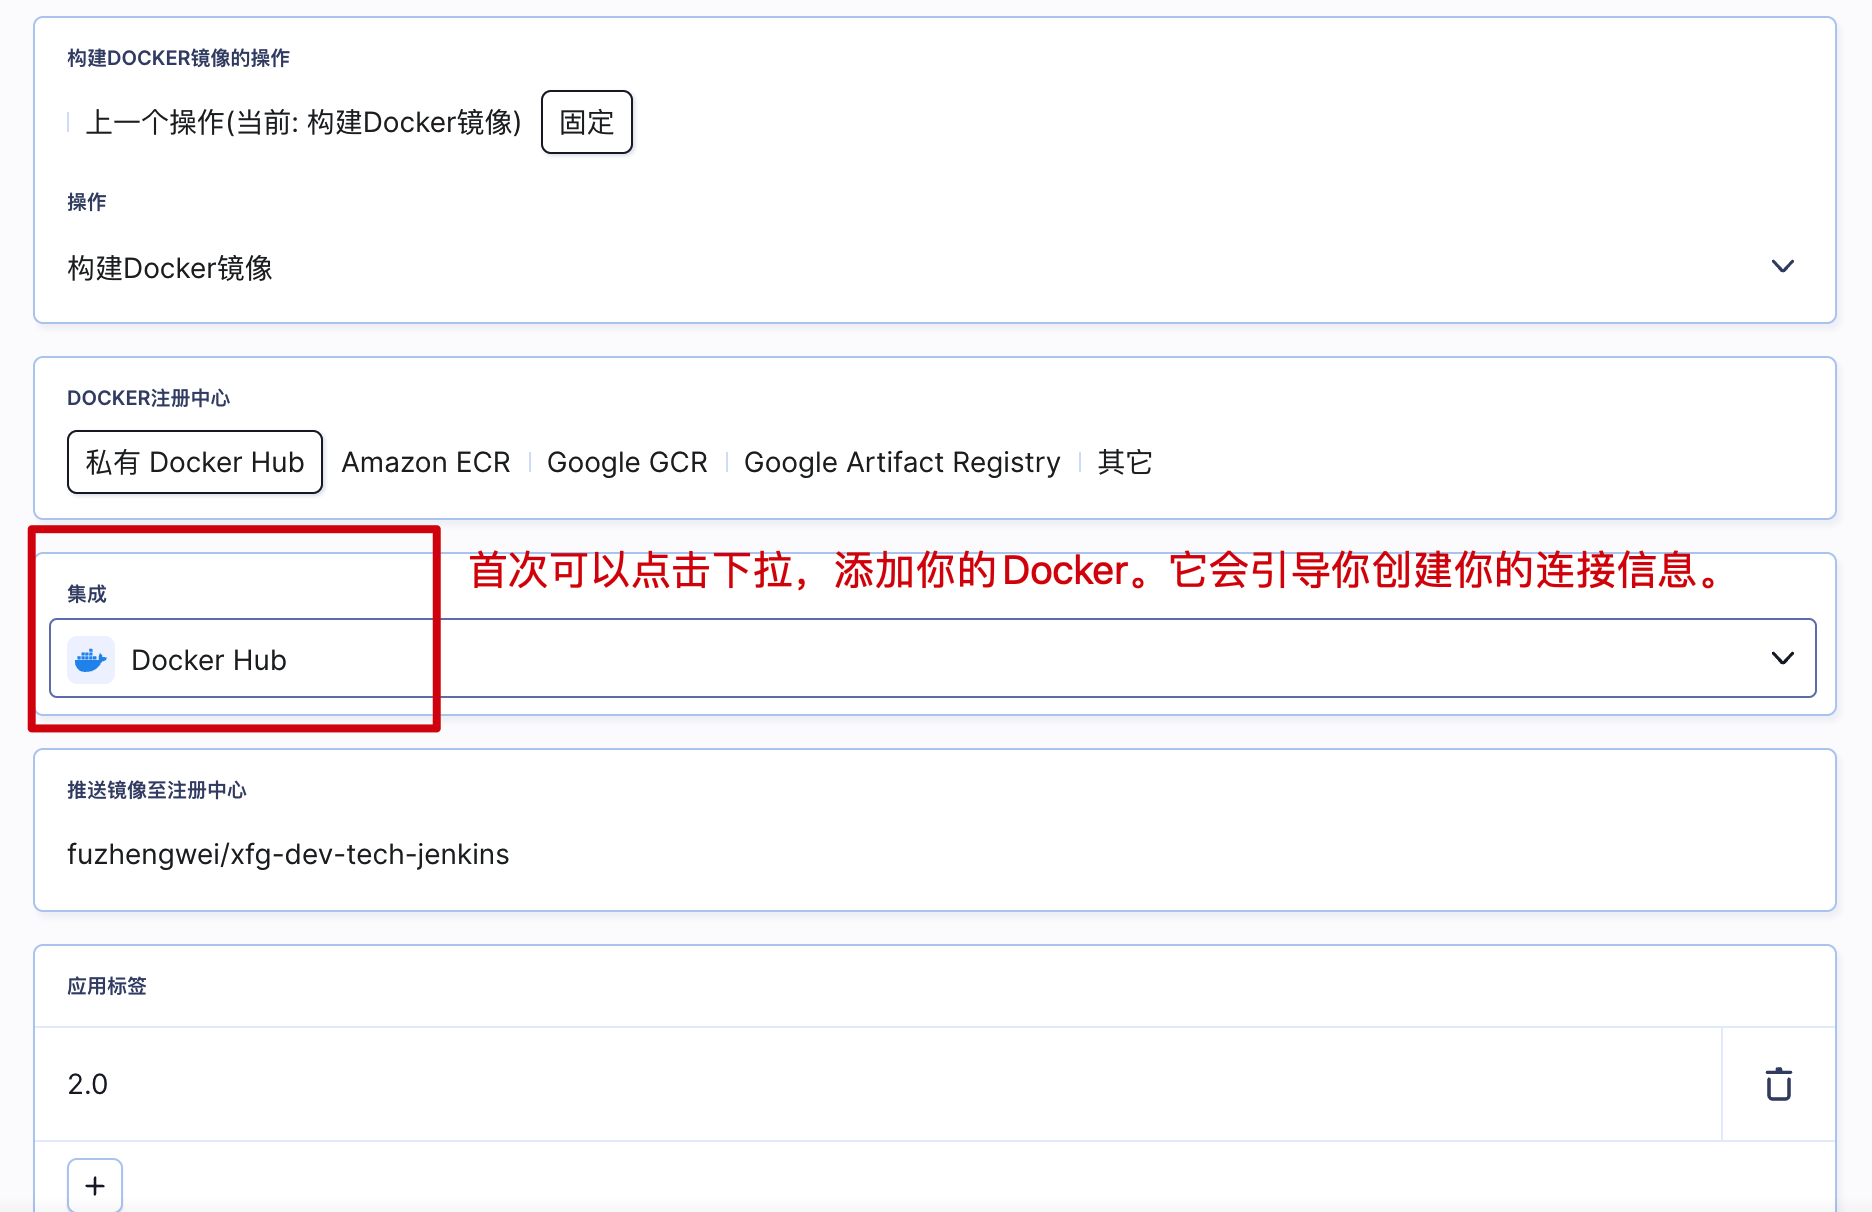 构建DOCKER镜像的操作
上一个操作(当前: 构建Docker镜像) 固定
操作
构建Docker镜像
DOCKER注册中心
私有 Docker Hub Amazon ECR Google GCR Google Artifact Registry 其它
首次可以点击下拉，添加你的Docker。它会引导你创建你的连接信息。
集成
Docker Hub
推送镜像至注册中心
fuzhengwei/xfg-dev-tech-jenkins
应用标签
2.0